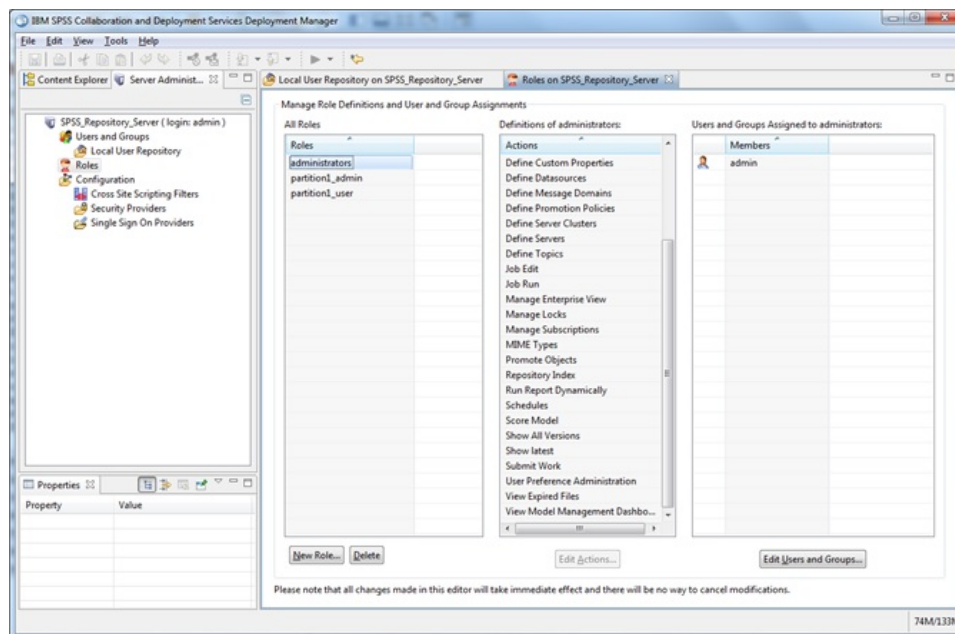 IBM SPSS Collaboration and Deployment Services Deployment Manager
File Edit View Tools Help
Content Explorer Server Administ...
Local User Repository on SPSS_Repository_Server Roles on SPSS_Repository_Server
SPSS_Repository_Server ( login: admin )
Users and Groups
Local User Repository
Roles
Configuration
Cross Site Scripting Filters
Security Providers
Single Sign On Providers
Properties
Property Value
Manage Role Definitions and User and Group Assignments
All Roles
Roles
administrators
partition1_admin
partition1_user
New Role... Delete
Definitions of administrators:
Actions
Define Custom Properties
Define Datasources
Define Message Domains
Define Promotion Policies
Define Server Clusters
Define Servers
Define Topics
Job Edit
Job Run
Manage Enterprise View
Manage Locks
Manage Subscriptions
MIME Types
Promote Objects
Repository Index
Run Report Dynamically
Schedules
Score Model
Show All Versions
Show latest
Submit Work
User Preference Administration
View Expired Files
View Model Management Dashbo...
Edit Actions...
Users and Groups Assigned to administrators:
Members
admin
Edit Users and Groups...
Please note that all changes made in this editor will take immediate effect and there will be no way to cancel modifications.
74M/133M